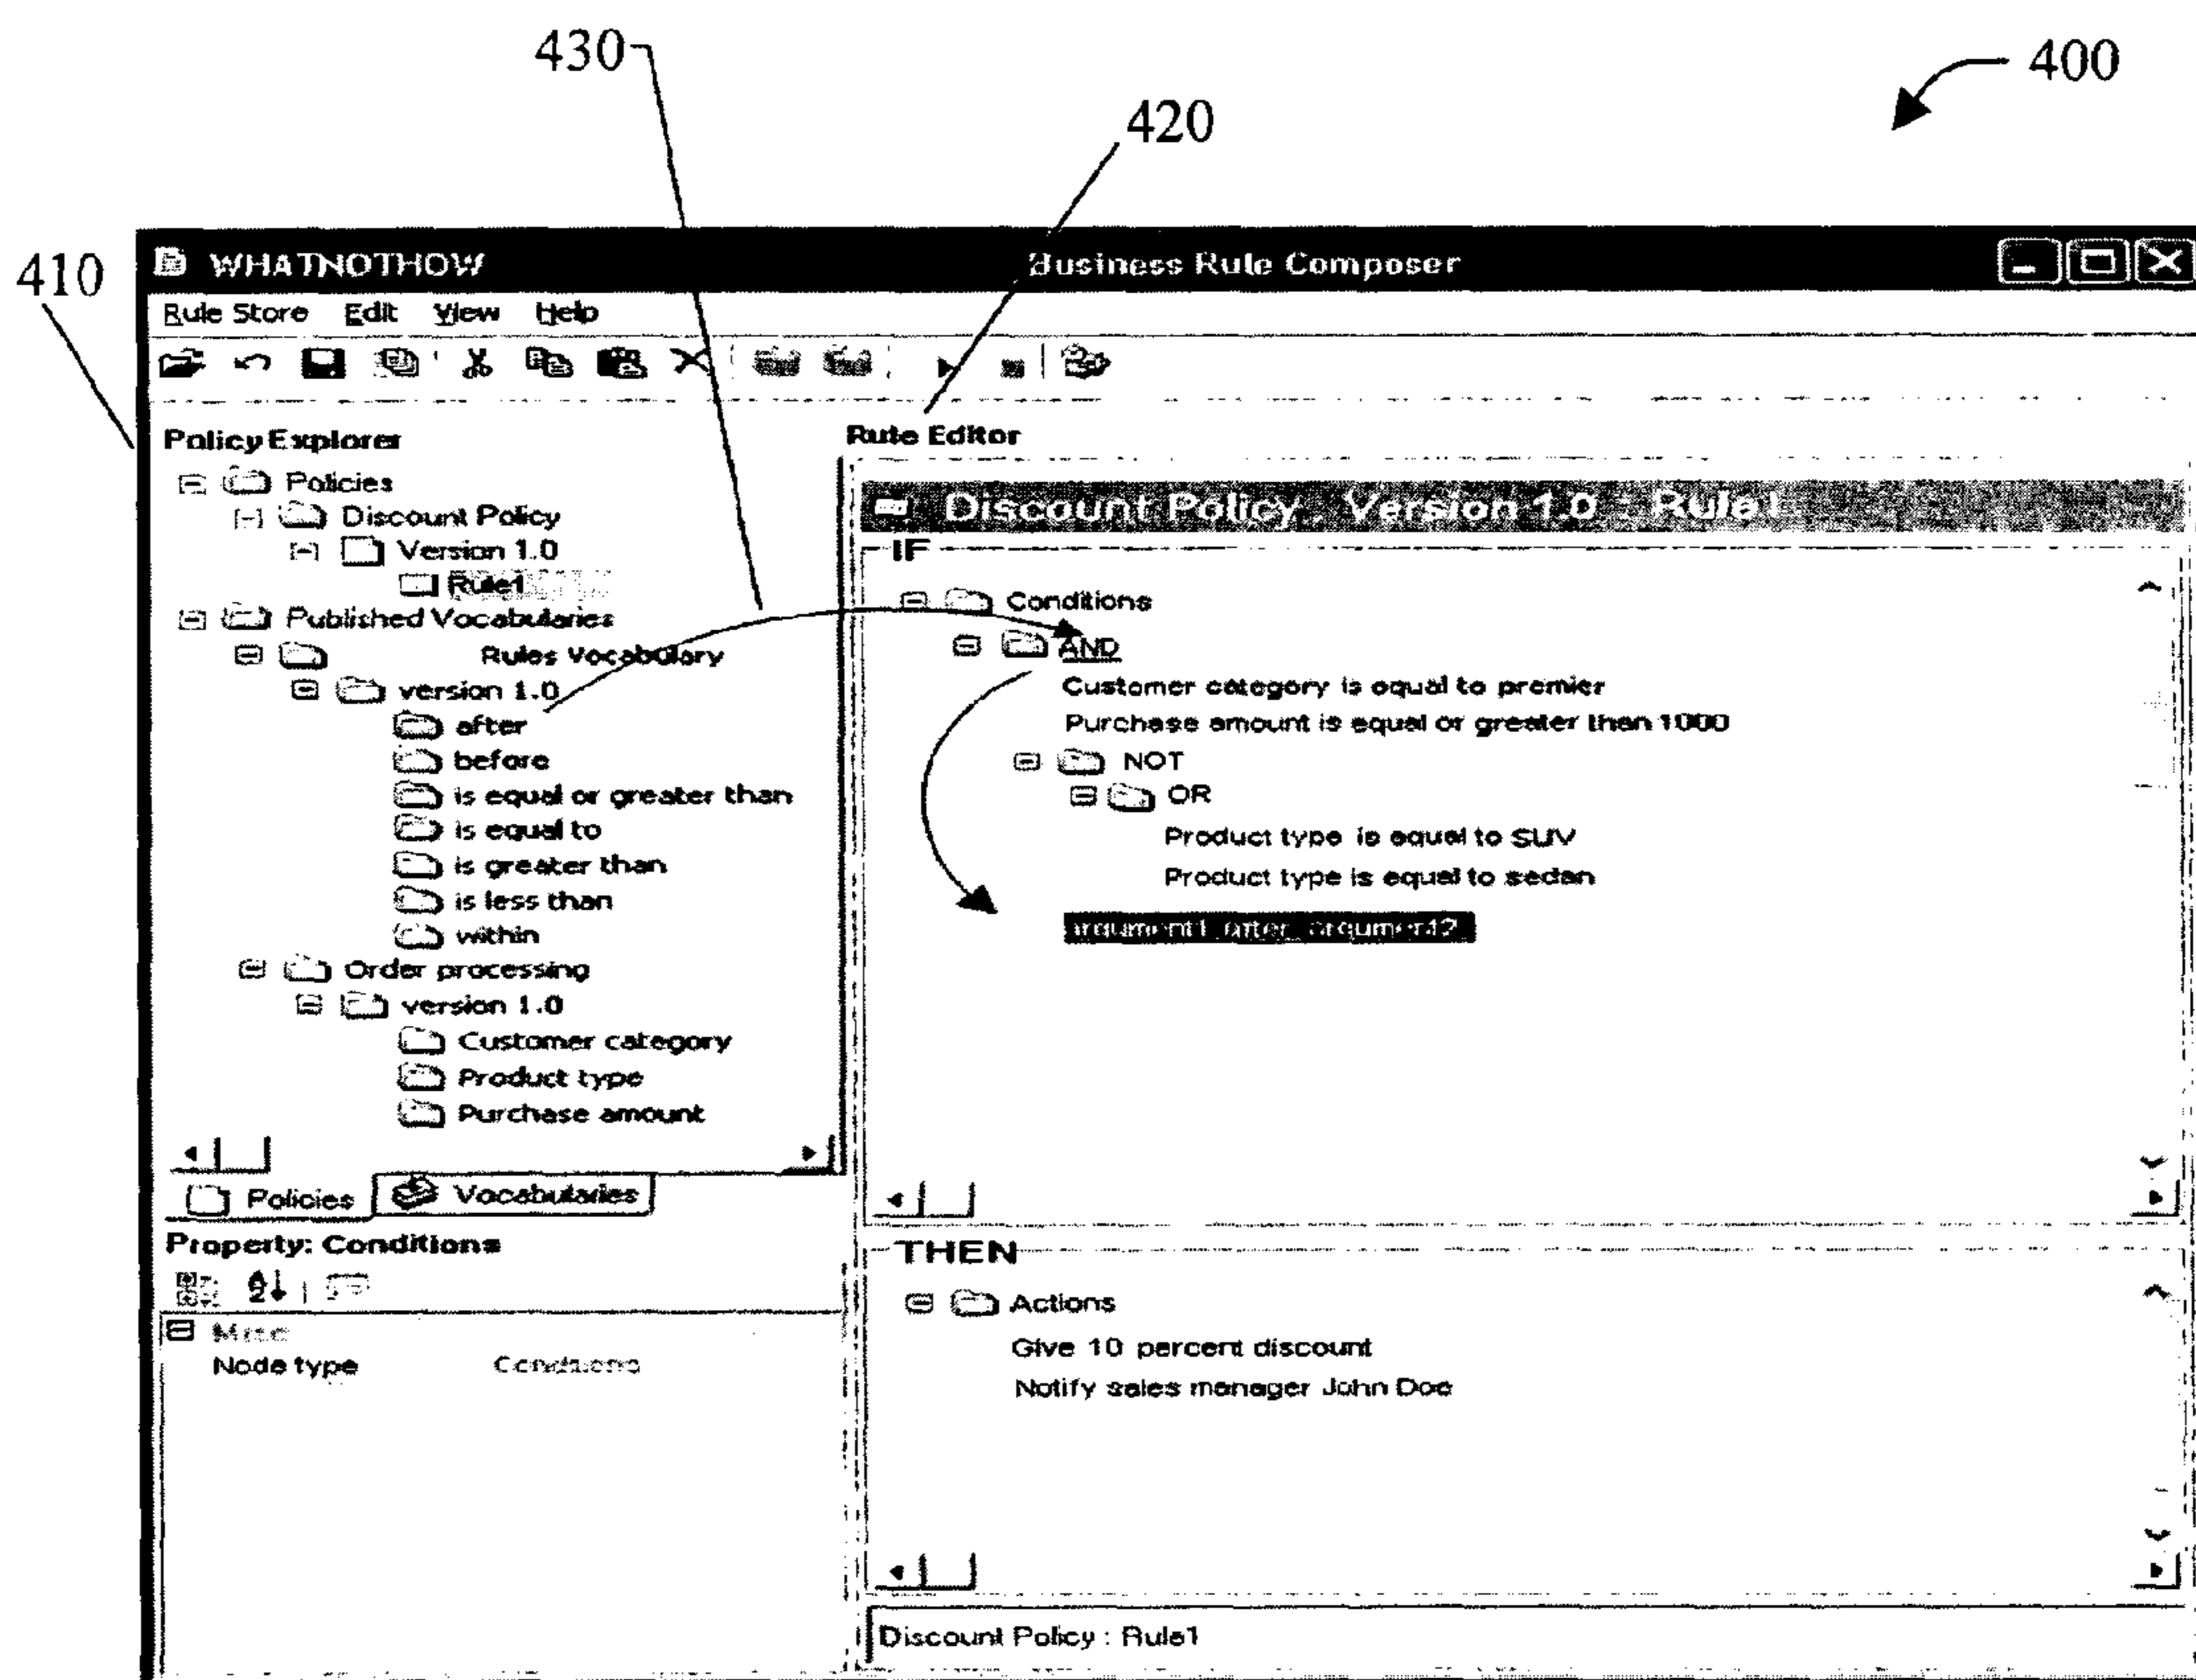 430
400
420
410
WHATNOTHOW Business Rule Composer
Rule Store Edit View Help
Policy Explorer
Policies
Discount Policy
Version 1.0
Rule1
Published Vocabularies
Rules Vocabulary
version 1.0
after
before
is equal or greater than
is equal to
is greater than
is less than
within
Order processing
version 1.0
Customer category
Product type
Purchase amount
Policies Vocabularies
Property: Conditions
Misc
Node type Conditions
Rule Editor
Discount Policy Version 1.0 : Rule1
IF
Conditions
AND
Customer category is equal to premier
Purchase amount is equal or greater than 1000
NOT
OR
Product type is equal to SUV
Product type is equal to sedan
argument1 after argument2
THEN
Actions
Give 10 percent discount
Notify sales manager John Doe
Discount Policy : Rule1